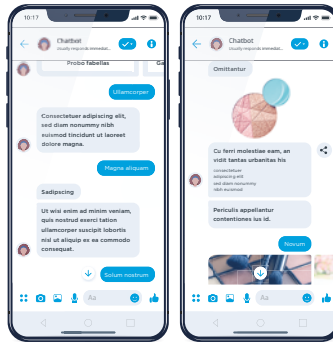 10:17
Chatbot
Usually responds immediat...
Probo fabellas
Ga
Ullamcorper
Consectetuer adipiscing elit,
sed diam nonummy nibh
euismod tincidunt ut laoreet
dolore magna.
Magna aliquam
Sadipscing
Ut wisi enim ad minim veniam,
quis nostrud exerci tation
ullamcorper suscipit lobortis
nisl ut aliquip ex ea commodo
consequat.
Solum nostrum
Aa
10:17
Chatbot
Usually responds immediat...
Omittantur
Cu ferri molestiae eam, an
vidit tantas urbanitas his
consectetuer
adipiscing elit
sed diam nonummy
nibh euismod
Periculis appellantur
contentiones ius id.
Novum
Aa